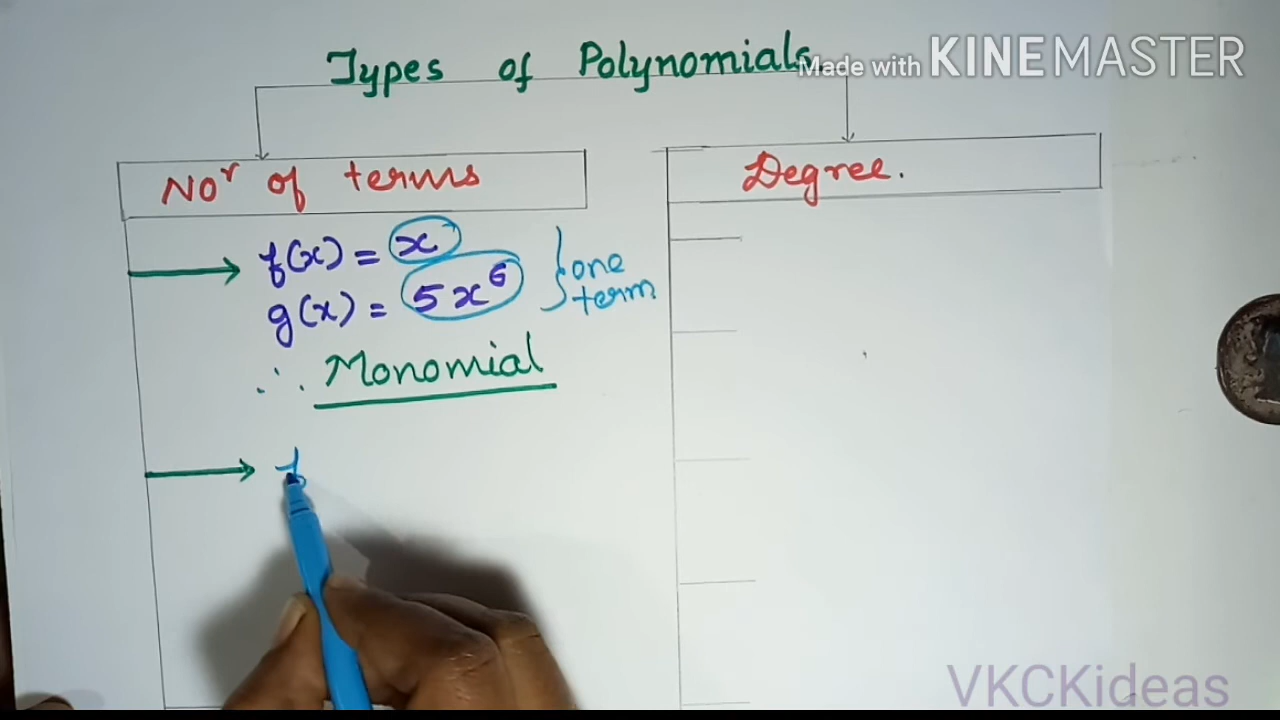 Types of Polynomials
Made with KINEMASTER
Noʳ of terms
Degree.
f(x) = x
g(x) = 5x⁶
} one
term
∴ Monomial
f
VKCKideas